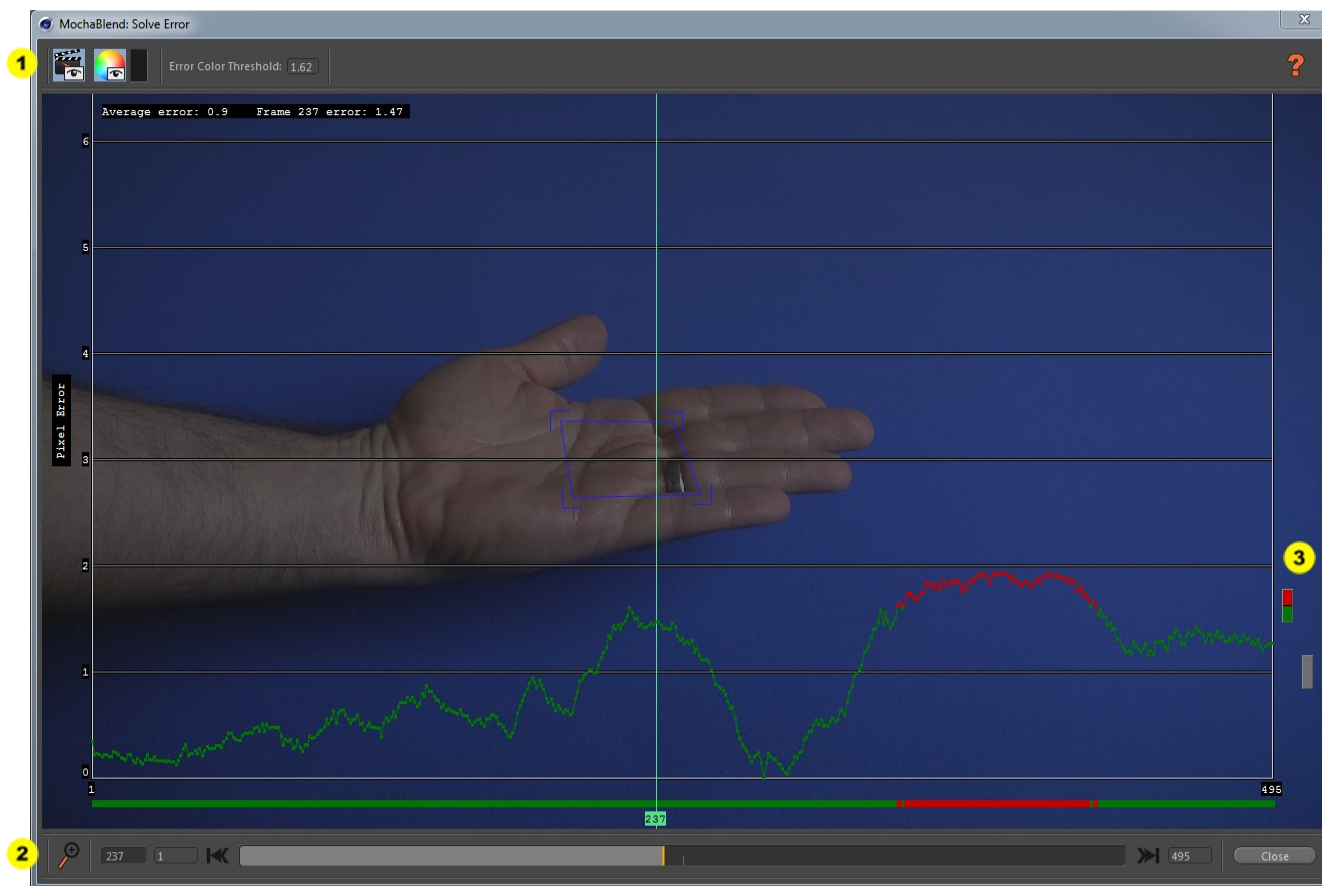 MochaBlend: Solve Error
X
1
Error Color Threshold: 1.62
?
Average error: 0.9 Frame 237 error: 1.47
6
5
4
Pixel Error
3
2
3
1
0
1
495
237
2
237 1
495
Close